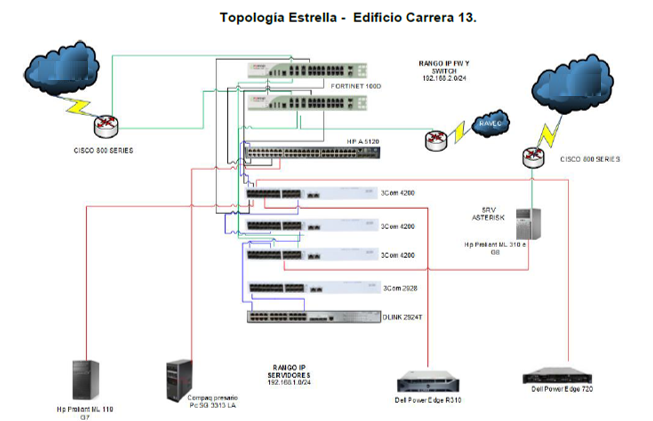 Topología Estrella - Edificio Carrera 13.
RANGO IP FW Y
SWITCH
192.168.2.0/24
FORTINET 100D
CISCO 800 SERIES
HP A 5120
CISCO 800 SERIES
3Com 4200
SRV
ASTERISK
3Com 4200
Hp Proliant ML 310 e
G8
3Com 4200
3Com 2928
DLINK 2924T
RANGO IP
SERVIDORES
192.168.1.0/24
Hp Proliant ML 110
G7
Compaq presario
Pc SG 3313 LA
Dell Power Edge R310
Dell Power Edge 720